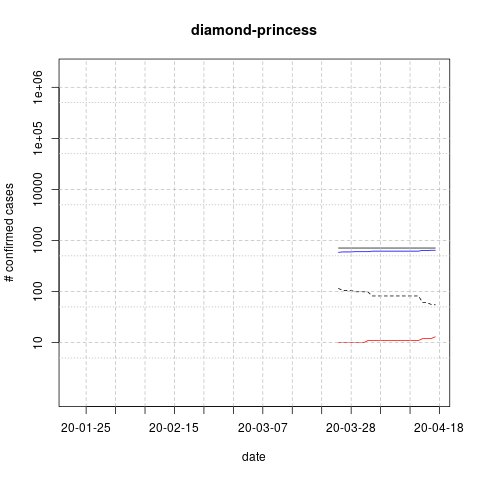 diamond-princess
# confirmed cases
1e+06
1e+05
10000
1000
100
10
20-01-25 20-02-15 20-03-07 20-03-28 20-04-18
date